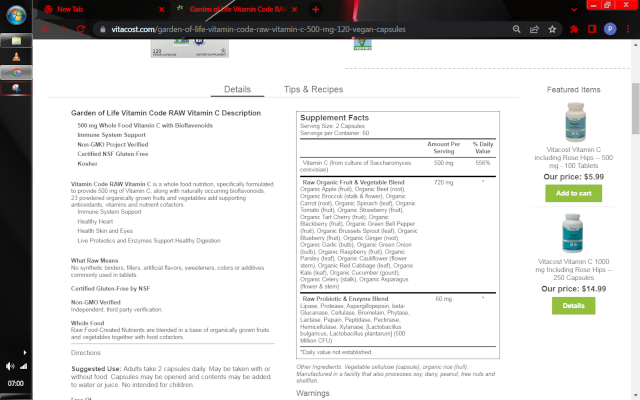 New Tab
Garden of Life Vitamin Code RAW
vitacost.com/garden-of-life-vitamin-code-raw-vitamin-c-500-mg-120-vegan-capsules
120
Details
Tips & Recipes
Garden of Life Vitamin Code RAW Vitamin C Description
500 mg Whole Food Vitamin C with Bioflavonoids
Immune System Support
Non-GMO Project Verified
Certified NSF Gluten-Free
Kosher
Vitamin Code RAW Vitamin C is a whole food nutrition, specifically formulated
to provide 500 mg of Vitamin C, along with naturally occurring bioflavonoids.
23 powdered organically grown fruits and vegetables add supporting
antioxidants, vitamins and nutrient cofactors.
Immune System Support
Healthy Heart
Health Skin and Eyes
Live Probiotics and Enzymes Support Healthy Digestion
What Raw Means
No synthetic binders, fillers, artificial flavors, sweeteners, colors or additives
commonly used in tablets.
Certified Gluten-Free by NSF
Non-GMO Verified
Independent, third party verification.
Whole Food
Raw Food-Created Nutrients are blended in a base of organically grown fruits
and vegetables together with food cofactors.
Directions
Suggested Use: Adults take 2 capsules daily. May be taken with or
without food. Capsules may be opened and contents may be added
to water or juice. No intended for children.
Free Of
Supplement Facts
Serving Size: 2 Capsules
Servings per Container: 60
Amount Per
Serving
% Daily
Value
Vitamin C (from culture of Saccharomyces
cerevisiae)
500 mg
556%
Raw Organic Fruit & Vegetable Blend
720 mg
*
Organic Apple (fruit), Organic Beet (root),
Organic Broccoli (stalk & flower), Organic
Carrot (root), Organic Spinach (leaf), Organic
Tomato (fruit), Organic Strawberry (fruit),
Organic Tart Cherry (fruit), Organic
Blackberry (fruit), Organic Green Bell Pepper
(fruit), Organic Brussels Sprout (leaf), Organic
Blueberry (fruit), Organic Ginger (root),
Organic Garlic (bulb), Organic Green Onion
(bulb), Organic Raspberry (fruit), Organic
Parsley (leaf), Organic Cauliflower (flower
stem), Organic Red Cabbage (leaf), Organic
Kale (leaf), Organic Cucumber (gourd),
Organic Celery (stalk), Organic Asparagus
(flower & stem)
Raw Probiotic & Enzyme Blend
60 mg
*
Lipase, Protease, Aspergillopepsin, beta-
Glucanase, Cellulase, Bromelain, Phytase,
Lactase, Papain, Peptidase, Pectinase,
Hemicellulase, Xylanase, [Lactobacillus
bulgaricus, Lactobacillus plantarum] (500
Million CFU)
*Daily value not established.
Other Ingredients: Vegetable cellulose (capsule), organic rice (hull).
Manufactured in a facility that also processes soy, dairy, peanut, tree nuts and
shellfish.
Warnings
Featured Items
Vitacost Vitamin C
including Rose Hips -- 500
mg - 100 Tablets
Our price: $5.99
Add to cart
Vitacost Vitamin C 1000
mg Including Rose Hips --
250 Capsules
Our price: $14.99
Details
P
07:00